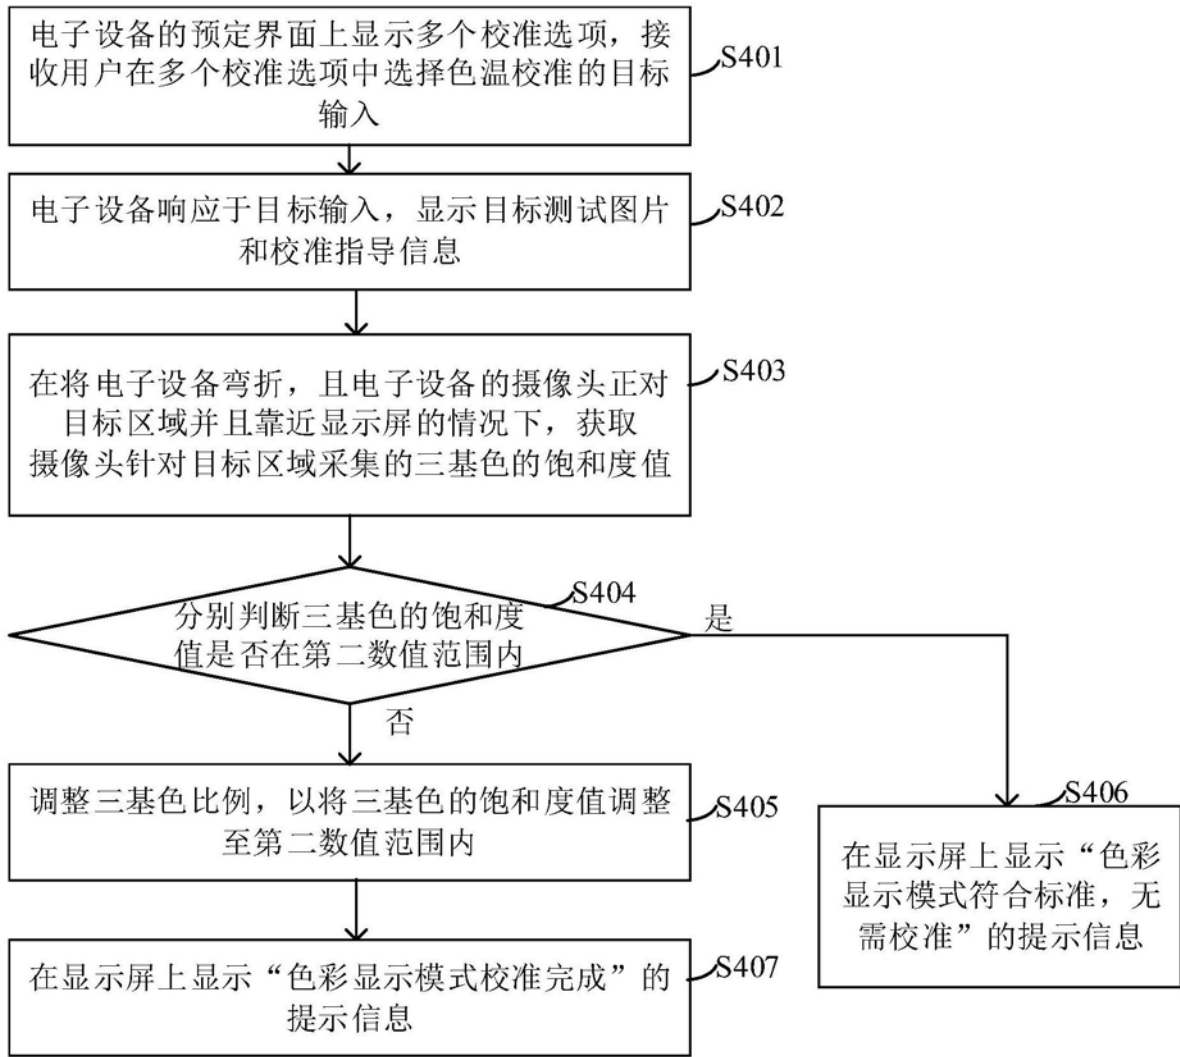 电子设备的预定界面上显示多个校准选项，接
收用户在多个校准选项中选择色温校准的目标
输入
S401
电子设备响应于目标输入，显示目标测试图片
和校准指导信息
S402
在将电子设备弯折，且电子设备的摄像头正对
目标区域并且靠近显示屏的情况下，获取
摄像头针对目标区域采集的三基色的饱和度值
S403
分别判断三基色的饱和度
值是否在第二数值范围内
S404
是
否
调整三基色比例，以将三基色的饱和度值调整
至第二数值范围内
S405
S406
在显示屏上显示“色彩
显示模式符合标准，无
需校准”的提示信息
在显示屏上显示“色彩显示模式校准完成”的
提示信息
S407